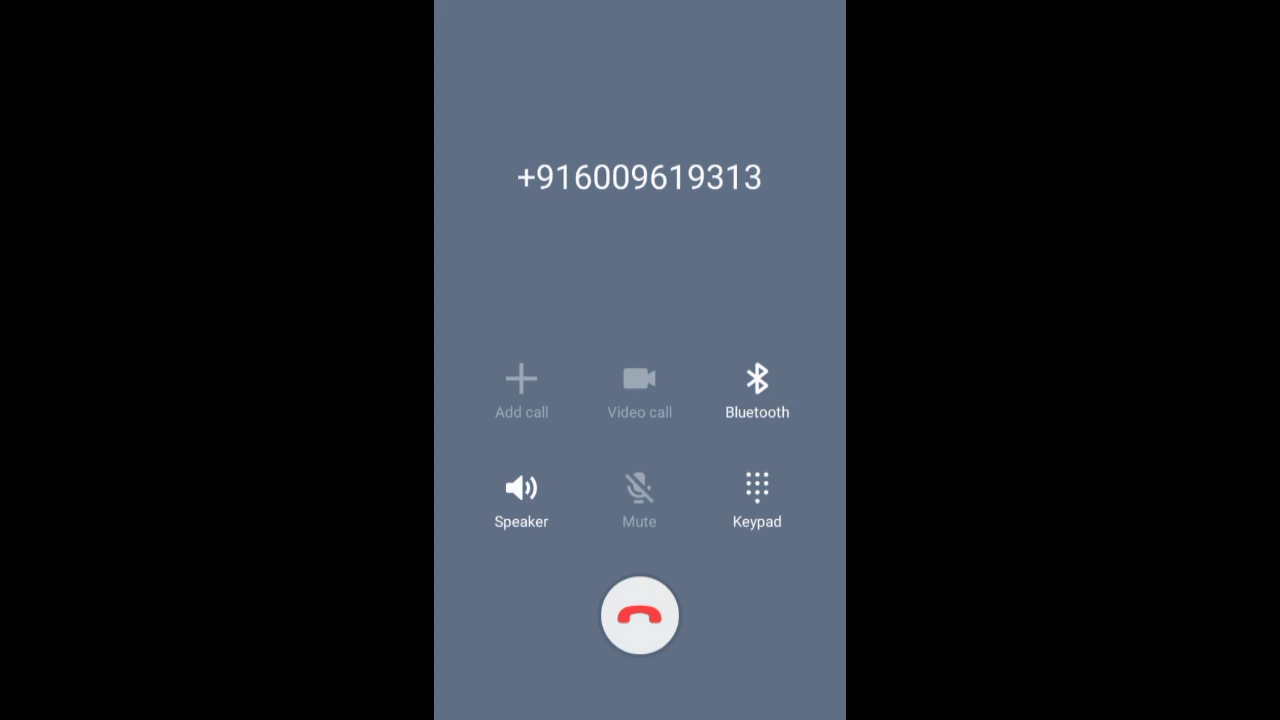 +916009619313
Add call
Video call
Bluetooth
Speaker
Mute
Keypad